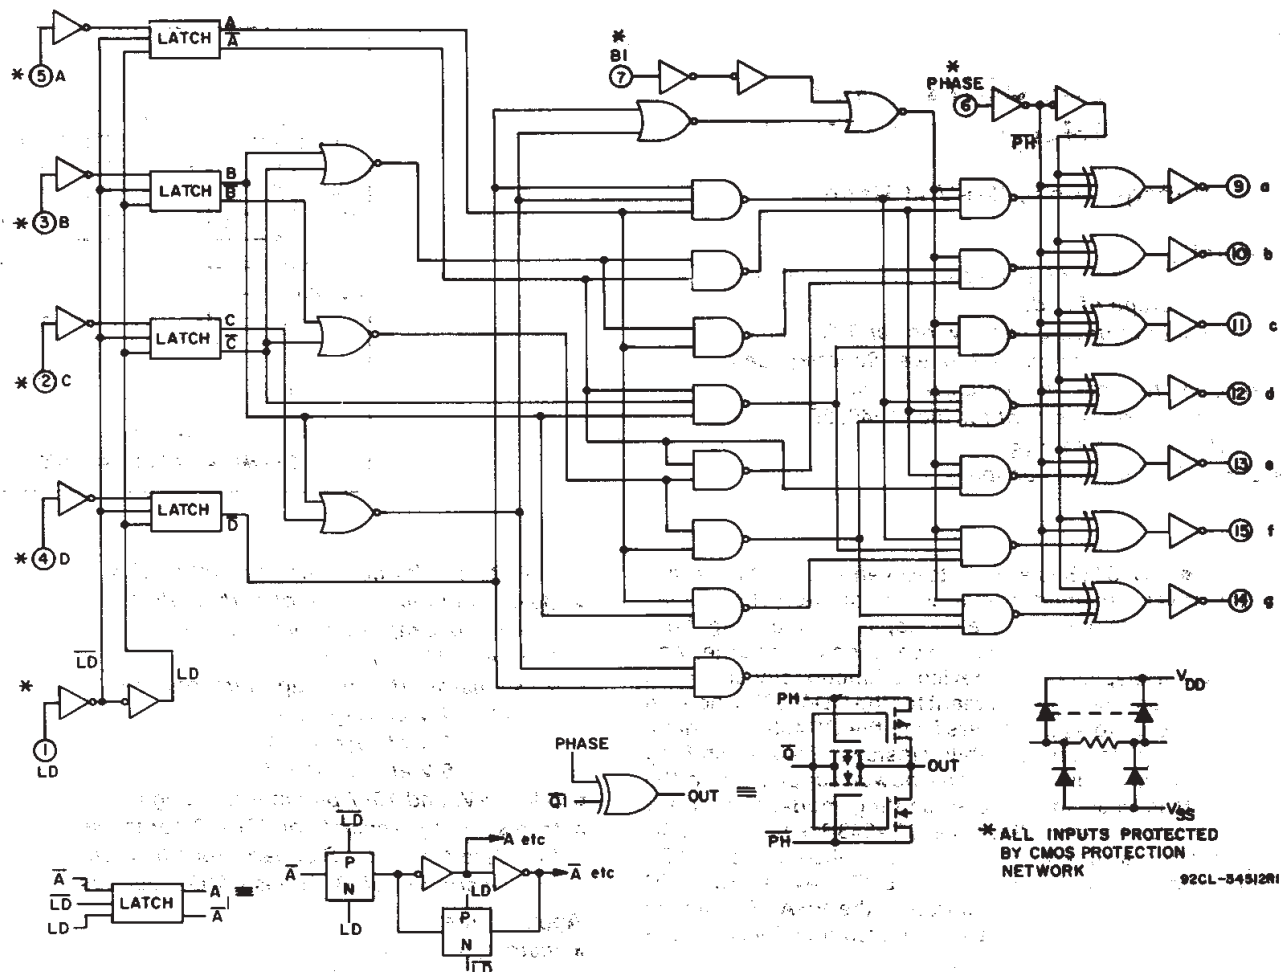 * 5 A
LATCH
A
A
* 3 B
LATCH
B
B
* 2 C
LATCH
C
C
* 4 D
LATCH
D
LD
LD
*
1
LD
*
BI
7
*
PHASE
6
PH
9 a
10 b
11 c
12 d
13 e
15 f
14 g
PHASE
Q1
OUT ≡
PH
Q
OUT
PH
VDD
VSS
* ALL INPUTS PROTECTED
BY CMOS PROTECTION
NETWORK
92CL-34512R1
A
LD
LD
LATCH
A
A
≡
LD
A
P
N
LD
A etc
A etc
LD
P
N
LD